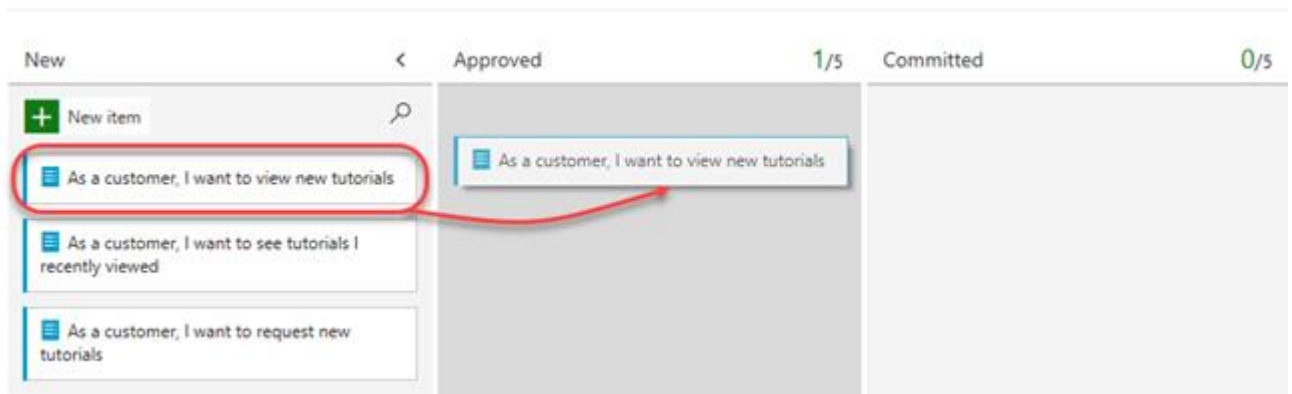 New
Approved 1/5
Committed 0/5
New item
As a customer, I want to view new tutorials
As a customer, I want to see tutorials I
recently viewed
As a customer, I want to request new
tutorials
As a customer, I want to view new tutorials